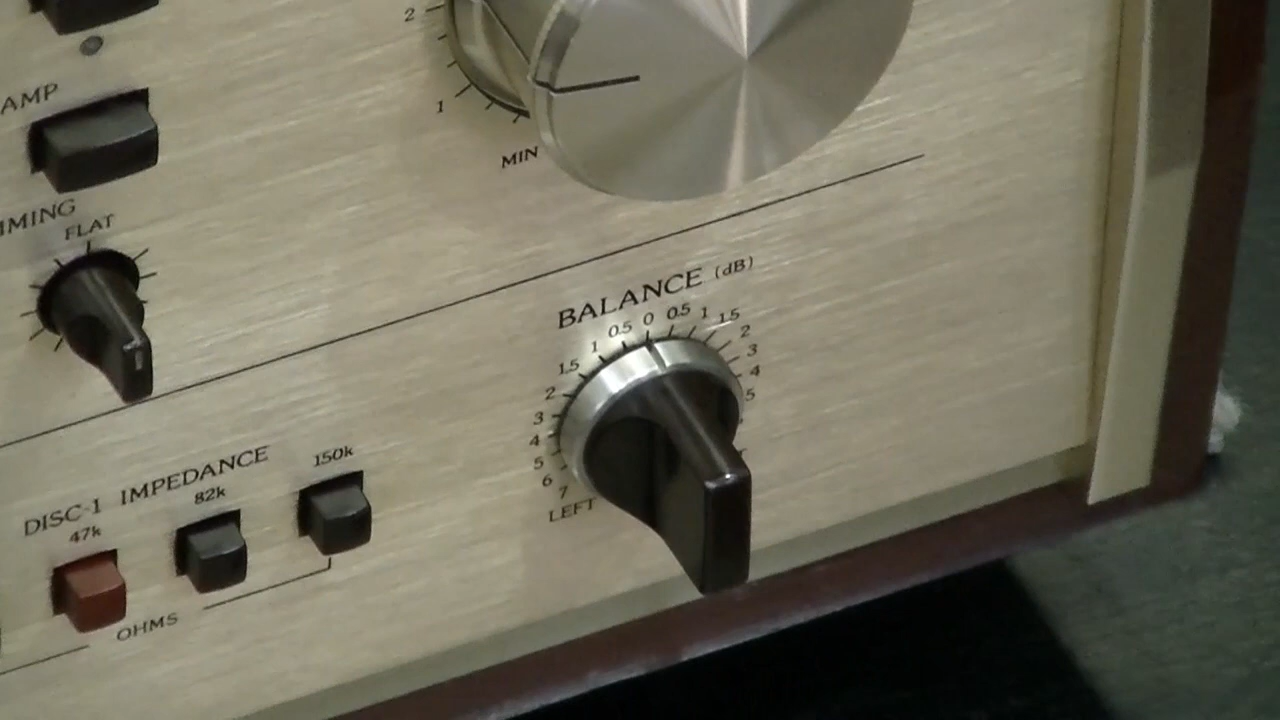 2
1
MIN
AMP
MMING
FLAT
BALANCE (dB)
7 6 5 4 3 2 1.5 1 0.5 0 0.5 1 1.5 2 3 4 5
LEFT
DISC-1 IMPEDANCE
47k 82k 150k
OHMS